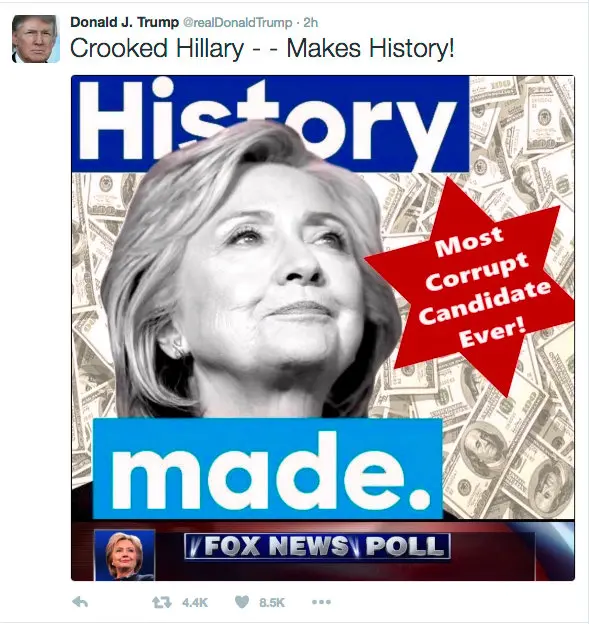 Donald J. Trump @realDonaldTrump · 2h
Crooked Hillary - - Makes History!
History
Most
Corrupt
Candidate
Ever!
made.
FOX NEWS POLL
4.4K 8.5K